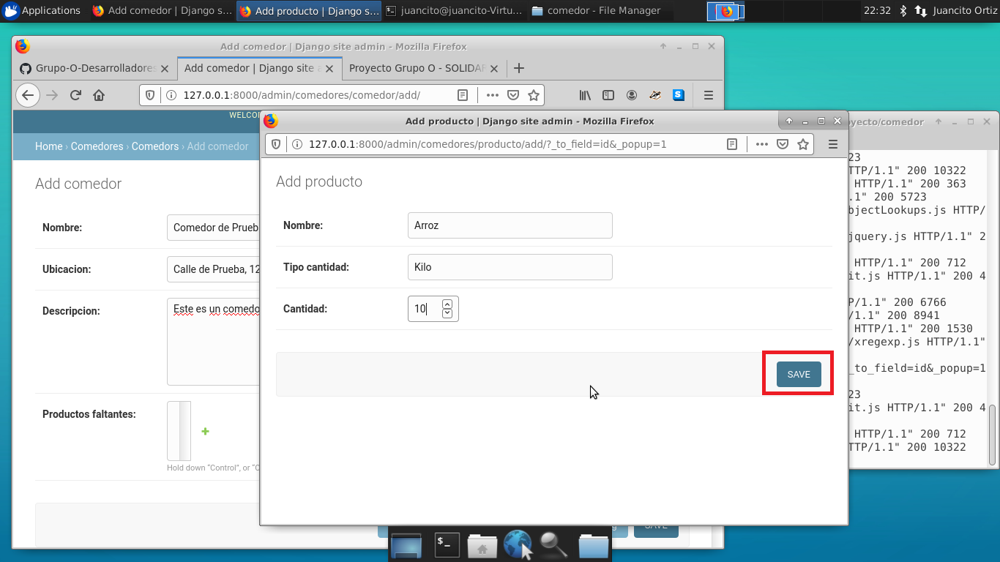 Applications
Add comedor | Django s...
Add producto | Django s...
juancito@juancito-Virtu...
comedor - File Manager
22:32
Juancito Ortiz
Add comedor | Django site admin - Mozilla Firefox
Grupo-O-Desarrolladores
Add comedor | Django site a
Proyecto Grupo O - SOLIDAR
127.0.0.1:8000/admin/comedores/comedor/add/
WELCO
Home › Comedores › Comedors › Add comedor
Add comedor
Nombre:
Comedor de Prueb
Ubicacion:
Calle de Prueba, 12
Descripcion:
Este es un comedo
Productos faltantes:
Hold down "Control", or "C
SAVE
Add producto | Django site admin - Mozilla Firefox
127.0.0.1:8000/admin/comedores/producto/add/?_to_field=id&_popup=1
Add producto
Nombre:
Arroz
Tipo cantidad:
Kilo
Cantidad:
10
SAVE
oyecto/comedor
23
TTP/1.1" 200 10322
HTTP/1.1" 200 363
.1" 200 5723
bjectLookups.js HTTP/
jquery.js HTTP/1.1" 2
HTTP/1.1" 200 712
it.js HTTP/1.1" 200 4
P/1.1" 200 6766
/1.1" 200 8941
HTTP/1.1" 200 1530
/xregexp.js HTTP/1.1"
_to_field=id&_popup=1
23
it.js HTTP/1.1" 200 4
HTTP/1.1" 200 712
TTP/1.1" 200 10322